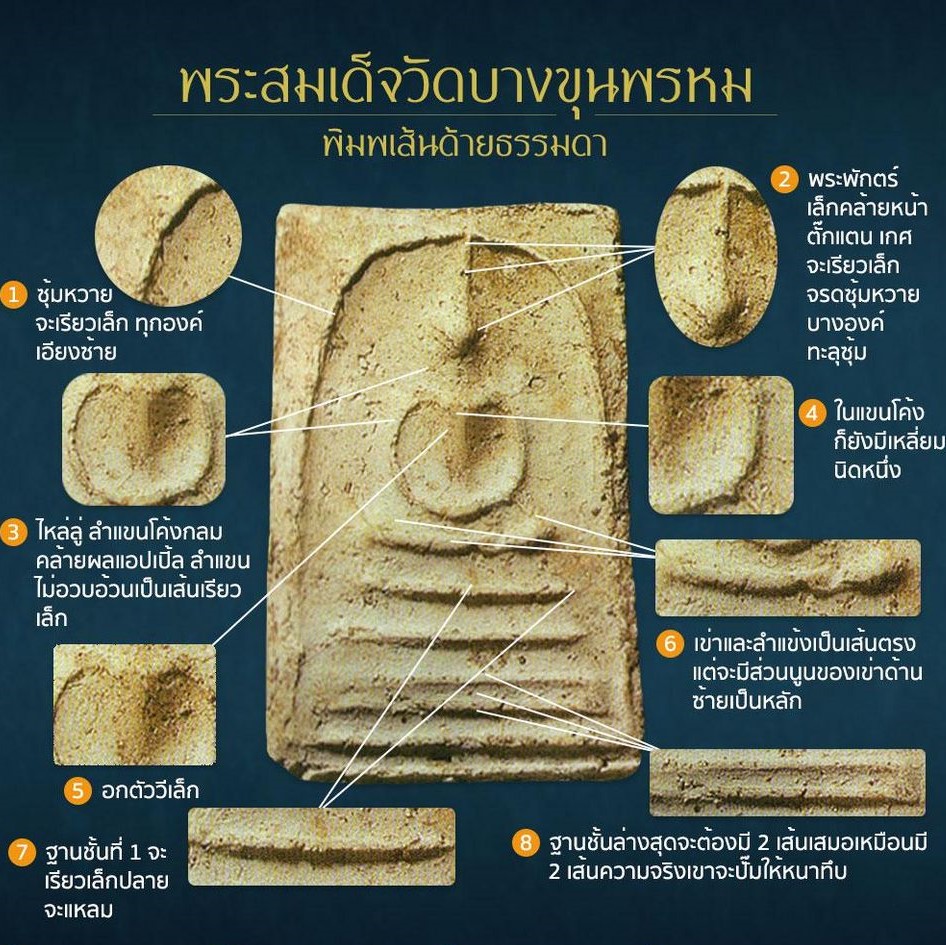 พระสมเด็จวัดบางขุนพรหม
พิมพเส้นด้ายธรรมดา
1 ซุ้มหวาย
จะเรียวเล็ก ทุกองค์
เอียงซ้าย
2 พระพักตร์
เล็กคล้ายหน้า
ตั๊กแตน เกศ
จะเรียวเล็ก
จรดซุ้มหวาย
บางองค์
ทะลุซุ้ม
3 ไหล่ลู่ ลำแขนโค้งกลม
คล้ายผลแอปเปิ้ล ลำแขน
ไม่อวบอ้วนเป็นเส้นเรียว
เล็ก
4 ในแขนโค้ง
ก็ยังมีเหลี่ยม
นิดหนึ่ง
5 อกตัววีเล็ก
6 เข่าและลำแข้งเป็นเส้นตรง
แต่จะมีส่วนนูนของเข่าด้าน
ซ้ายเป็นหลัก
7 ฐานชั้นที่ 1 จะ
เรียวเล็กปลาย
จะแหลม
8 ฐานชั้นล่างสุดจะต้องมี 2 เส้นเสมอเหมือนมี
2 เส้นความจริงเขาจะปั๊มให้หนาทึบ